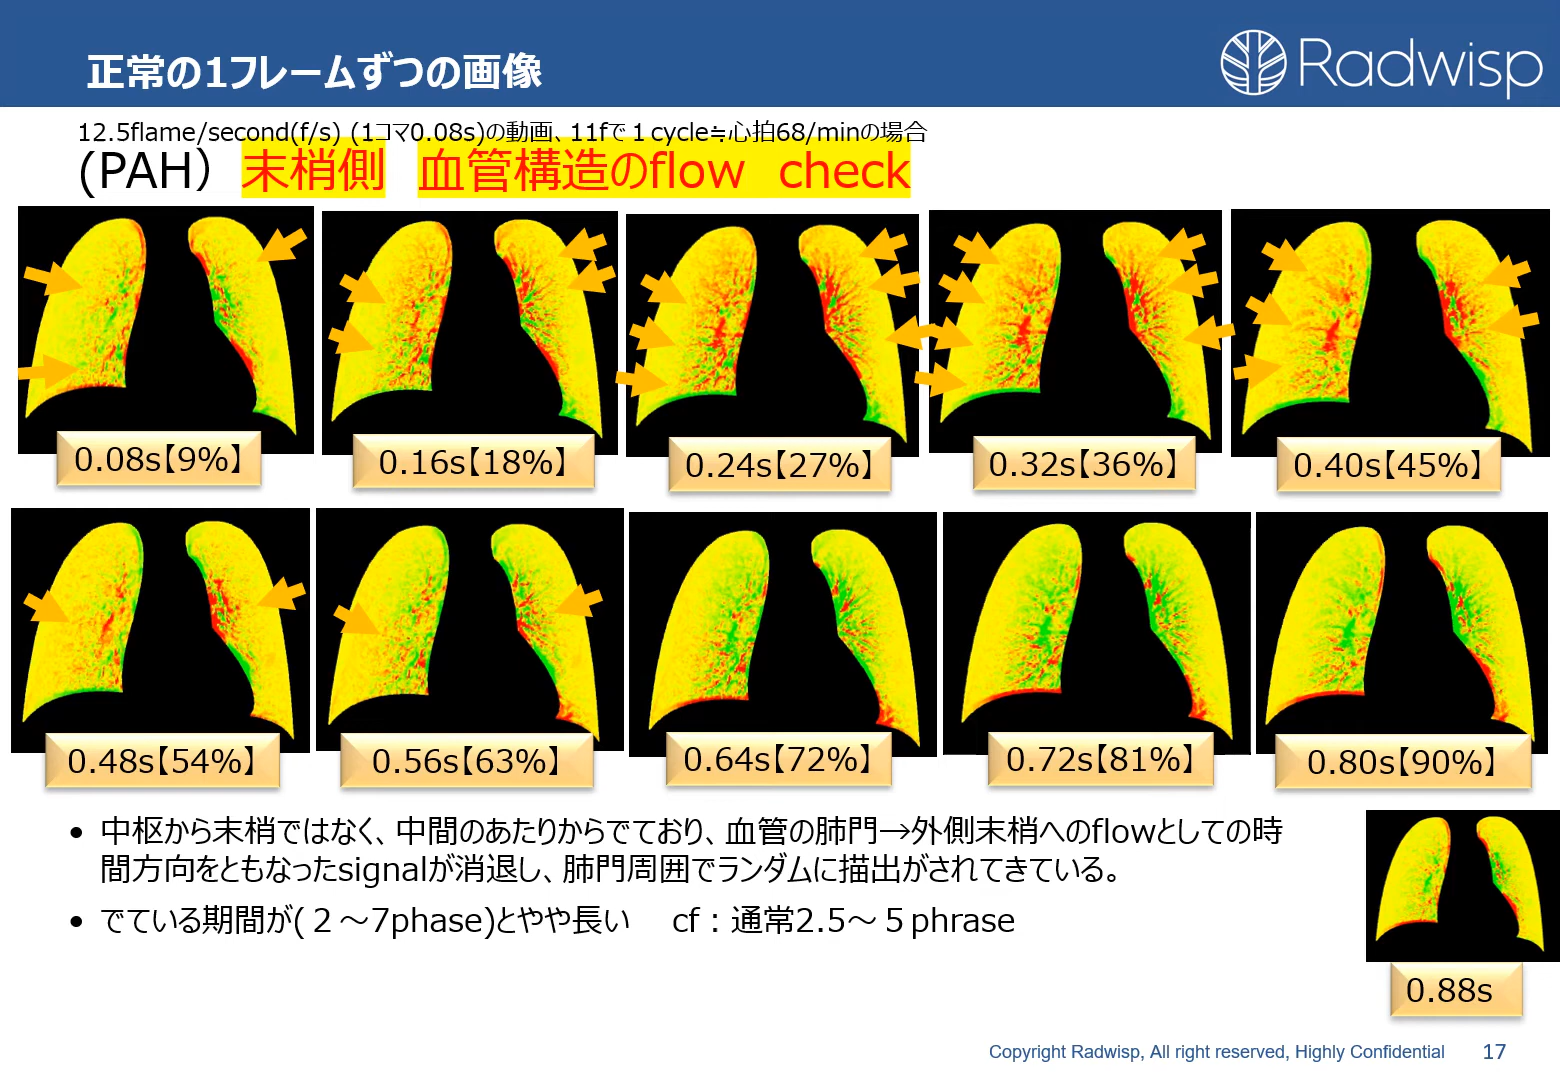 正常の1フレームずつの画像
Radwisp
12.5flame/second(f/s) (1コマ0.08s)の動画、11fで１cycle≒心拍68/minの場合
(PAH） 末梢側　血管構造のflow　check
0.08s【9%】
0.16s【18%】
0.24s【27%】
0.32s【36%】
0.40s【45%】
0.48s【54%】
0.56s【63%】
0.64s【72%】
0.72s【81%】
0.80s【90%】
• 中枢から末梢ではなく、中間のあたりからでており、血管の肺門→外側末梢へのflowとしての時
間方向をともなったsignalが消退し、肺門周囲でランダムに描出がされてきている。
• でている期間が(２～7phase)とやや長い　cf：通常2.5～５phrase
0.88s
Copyright Radwisp, All right reserved, Highly Confidential
17